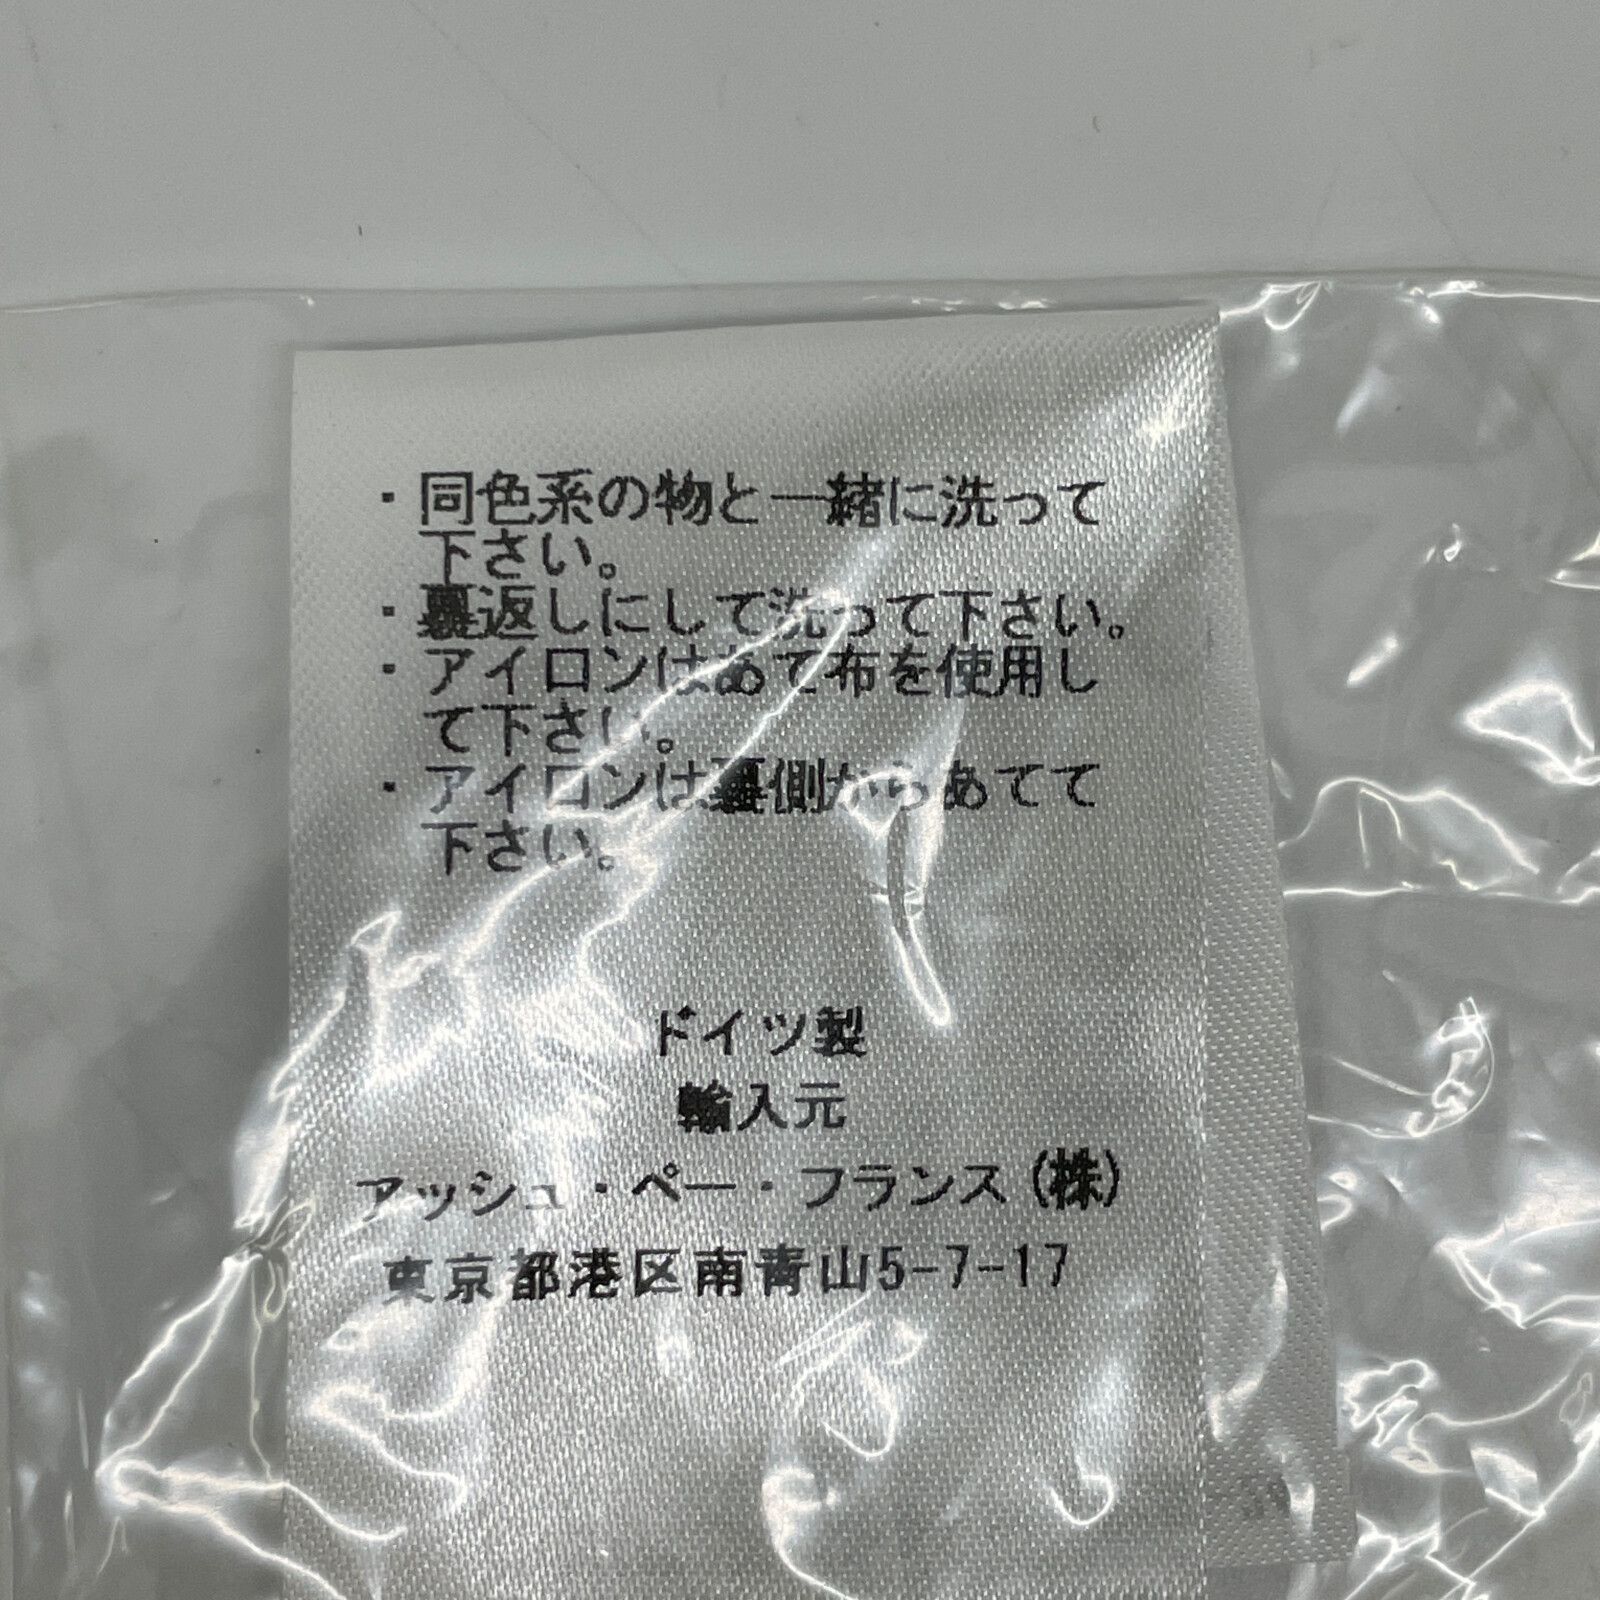 ・同色系の物と一緒に洗って
下さい。
・裏返しにして洗って下さい。
・アイロンはあて布を使用し
て下さい。
・アイロンは裏側からあてて
下さい。
ドイツ製
輸入元
アッシュ・ペー・フランス(株)
東京都港区南青山5-7-17